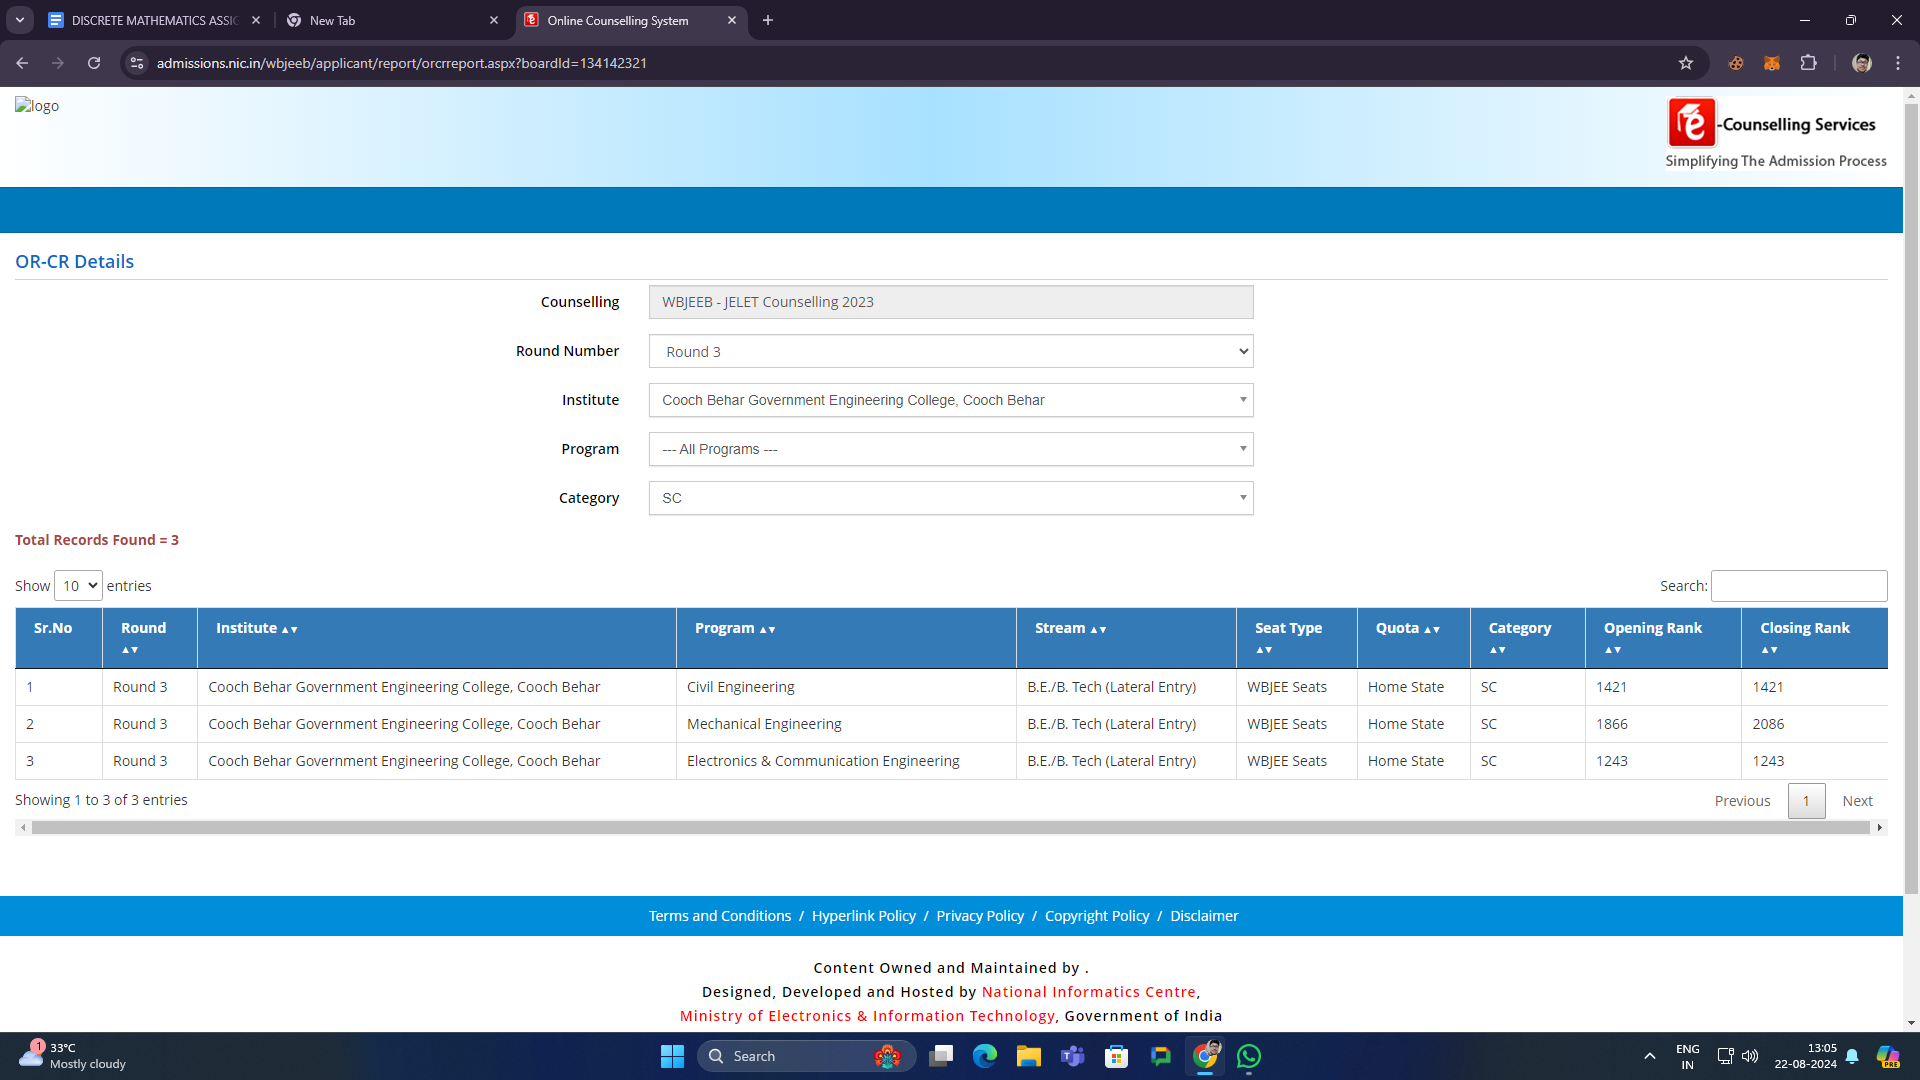 DISCRETE MATHEMATICS ASSIG
New Tab
Online Counselling System
admissions.nic.in/wbjeeb/applicant/report/orcrreport.aspx?boardId=134142321
logo
e -Counselling Services
Simplifying The Admission Process
OR-CR Details
Counselling WBJEEB - JELET Counselling 2023
Round Number Round 3
Institute Cooch Behar Government Engineering College, Cooch Behar
Program --- All Programs ---
Category SC
Total Records Found = 3
Show 10 entries Search:
Sr.No Round ▲▼ Institute ▲▼ Program ▲▼ Stream ▲▼ Seat Type ▲▼ Quota ▲▼ Category ▲▼ Opening Rank ▲▼ Closing Rank ▲▼
1 Round 3 Cooch Behar Government Engineering College, Cooch Behar Civil Engineering B.E./B. Tech (Lateral Entry) WBJEE Seats Home State SC 1421 1421
2 Round 3 Cooch Behar Government Engineering College, Cooch Behar Mechanical Engineering B.E./B. Tech (Lateral Entry) WBJEE Seats Home State SC 1866 2086
3 Round 3 Cooch Behar Government Engineering College, Cooch Behar Electronics & Communication Engineering B.E./B. Tech (Lateral Entry) WBJEE Seats Home State SC 1243 1243
Showing 1 to 3 of 3 entries Previous 1 Next
Terms and Conditions / Hyperlink Policy / Privacy Policy / Copyright Policy / Disclaimer
Content Owned and Maintained by .
Designed, Developed and Hosted by National Informatics Centre,
Ministry of Electronics & Information Technology, Government of India
1
33°C
Mostly cloudy
Search
ENG
IN
13:05
22-08-2024
PRE